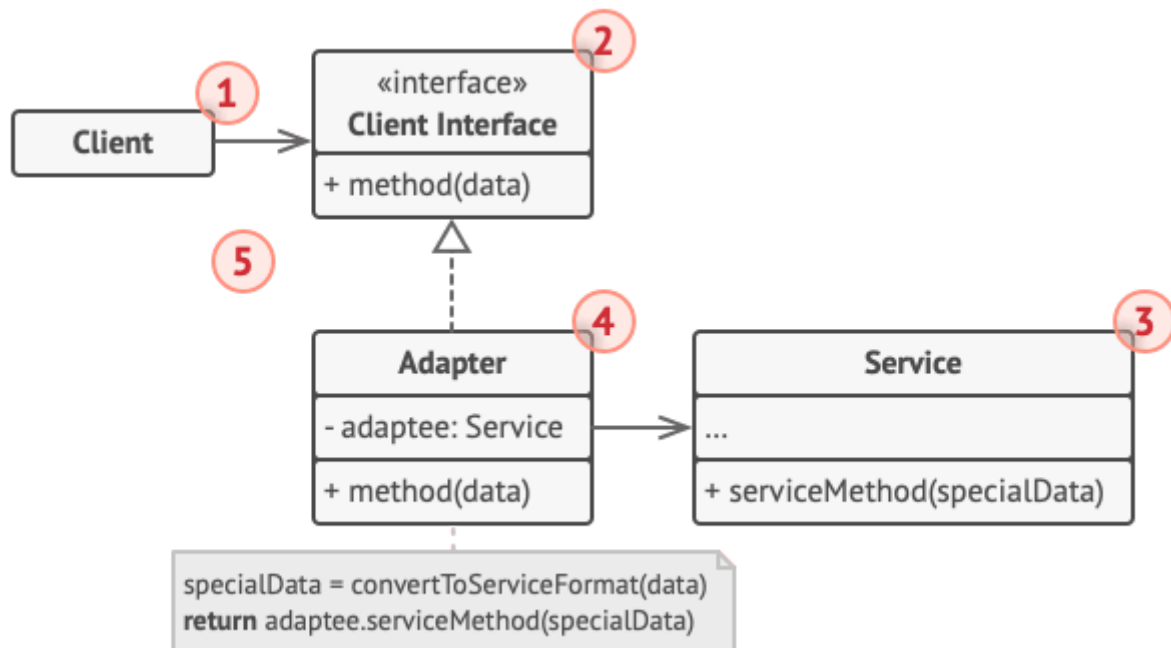 1
Client
2
«interface»
Client Interface
+ method(data)
5
4
Adapter
- adaptee: Service
+ method(data)
3
Service
...
+ serviceMethod(specialData)
specialData = convertToServiceFormat(data)
return adaptee.serviceMethod(specialData)